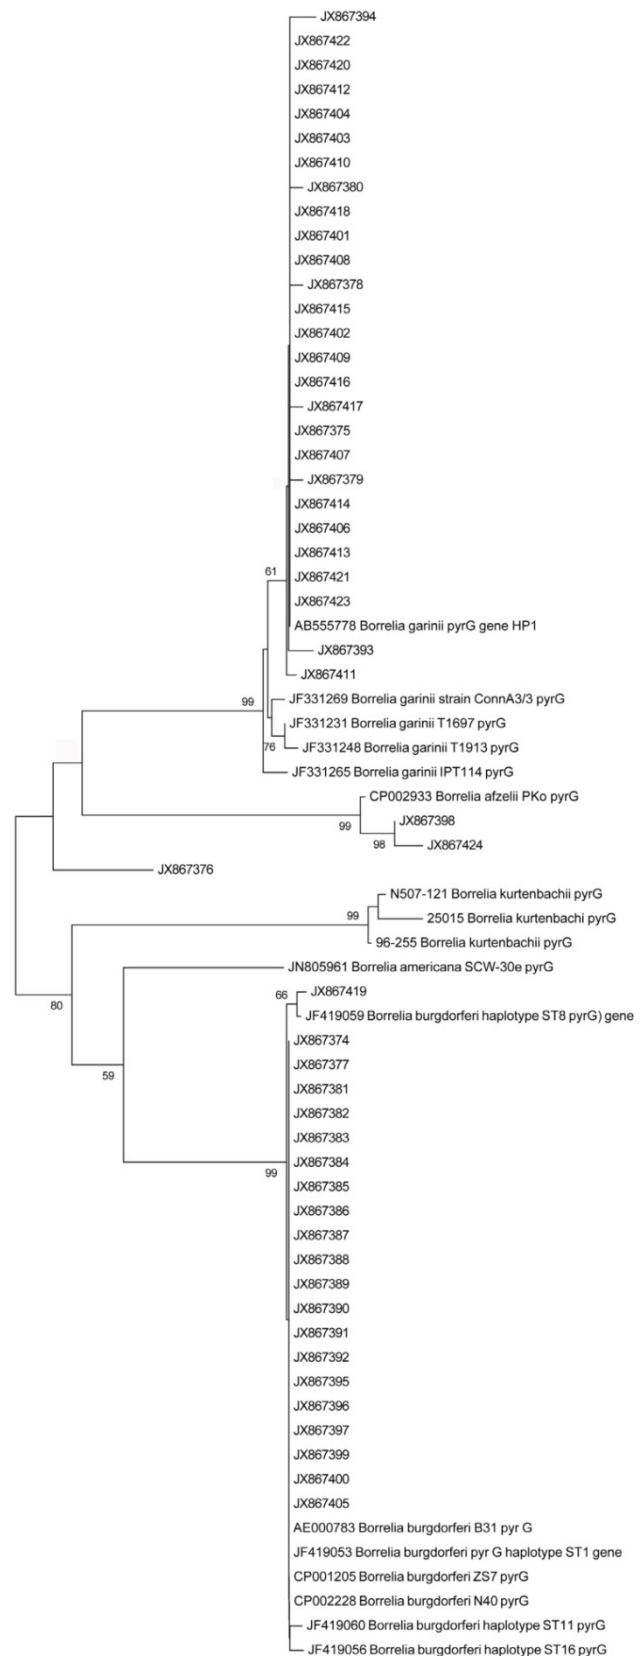 JX867394
JX867422
JX867420
JX867412
JX867404
JX867403
JX867410
JX867380
JX867418
JX867401
JX867408
JX867378
JX867415
JX867402
JX867409
JX867416
JX867417
JX867375
JX867407
JX867379
JX867414
JX867406
JX867413
61
JX867421
JX867423
AB555778 Borrelia garinii pyrG gene HP1
JX867393
JX867411
99
JF331269 Borrelia garinii strain ConnA3/3 pyrG
JF331231 Borrelia garinii T1697 pyrG
76
JF331248 Borrelia garinii T1913 pyrG
JF331265 Borrelia garinii IPT114 pyrG
CP002933 Borrelia afzelii PKo pyrG
99
JX867398
98
JX867424
JX867376
N507-121 Borrelia kurtenbachii pyrG
99
25015 Borrelia kurtenbachi pyrG
96-255 Borrelia kurtenbachii pyrG
JN805961 Borrelia americana SCW-30e pyrG
66
JX867419
80
JF419059 Borrelia burgdorferi haplotype ST8 pyrG) gene
JX867374
JX867377
59
JX867381
JX867382
JX867383
JX867384
99
JX867385
JX867386
JX867387
JX867388
JX867389
JX867390
JX867391
JX867392
JX867395
JX867396
JX867397
JX867399
JX867400
JX867405
AE000783 Borrelia burgdorferi B31 pyr G
JF419053 Borrelia burgdorferi pyr G haplotype ST1 gene
CP001205 Borrelia burgdorferi ZS7 pyrG
CP002228 Borrelia burgdorferi N40 pyrG
JF419060 Borrelia burgdorferi haplotype ST11 pyrG
JF419056 Borrelia burgdorferi haplotype ST16 pyrG